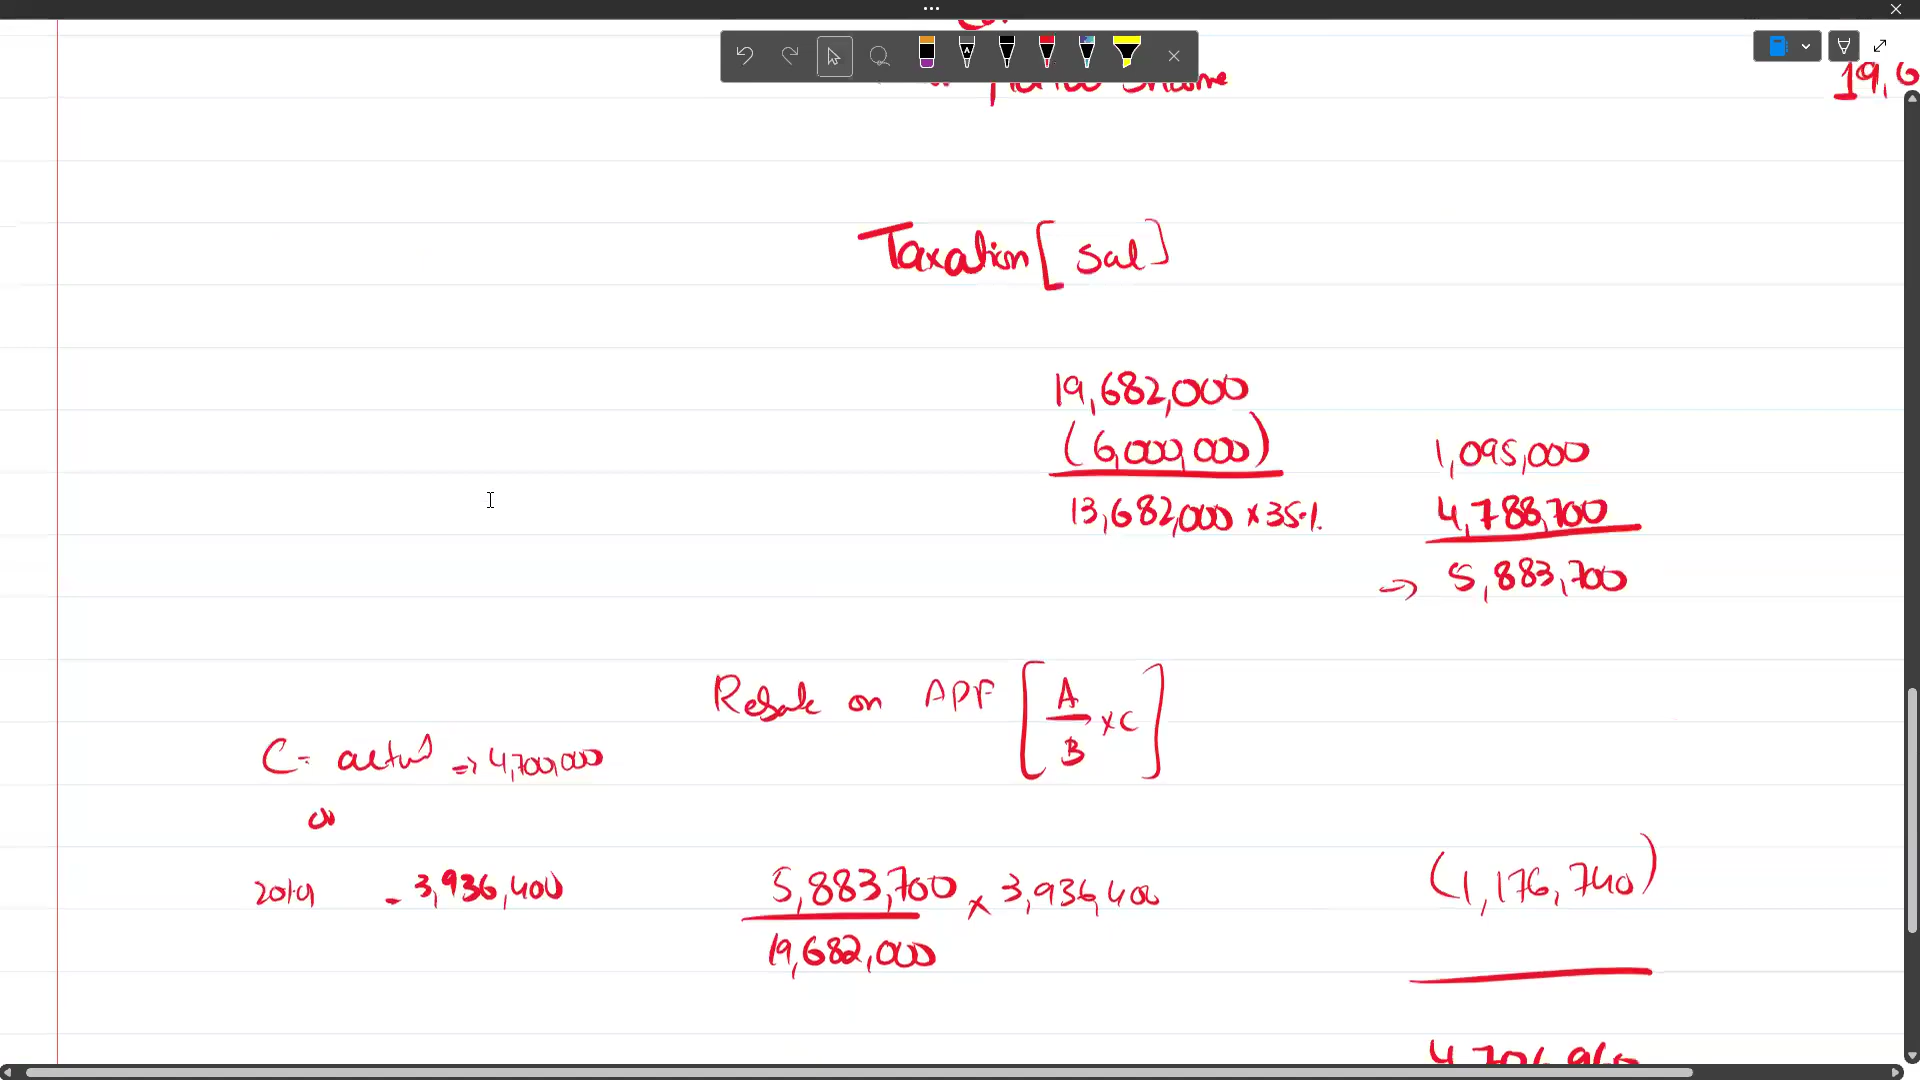 19,6
Taxation [Sal]
19,682,000
(6,000,000)
1,095,000
13,682,000 × 35%
4,788,700
→ 5,883,700
Rebate on APF [A/B × C]
C = actual → 4,700,000
or
20% - 3,936,400
5,883,700 × 3,936,400
19,682,000
(1,176,740)